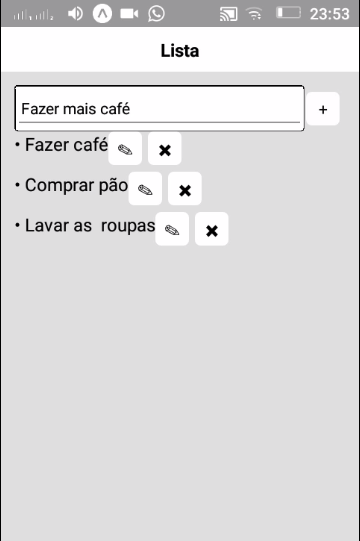 23:53
Lista
Fazer mais café
+
• Fazer café ✎ ✖
• Comprar pão ✎ ✖
• Lavar as  roupas ✎ ✖